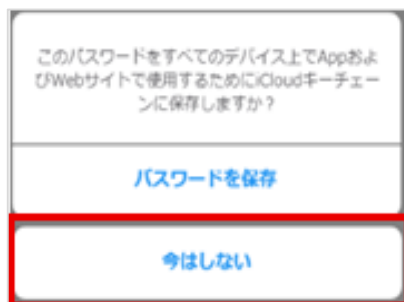 このパスワードをすべてのデバイス上でAppおよ
びWebサイトで使用するためにiCloudキーチェー
ンに保存しますか？
パスワードを保存
今はしない